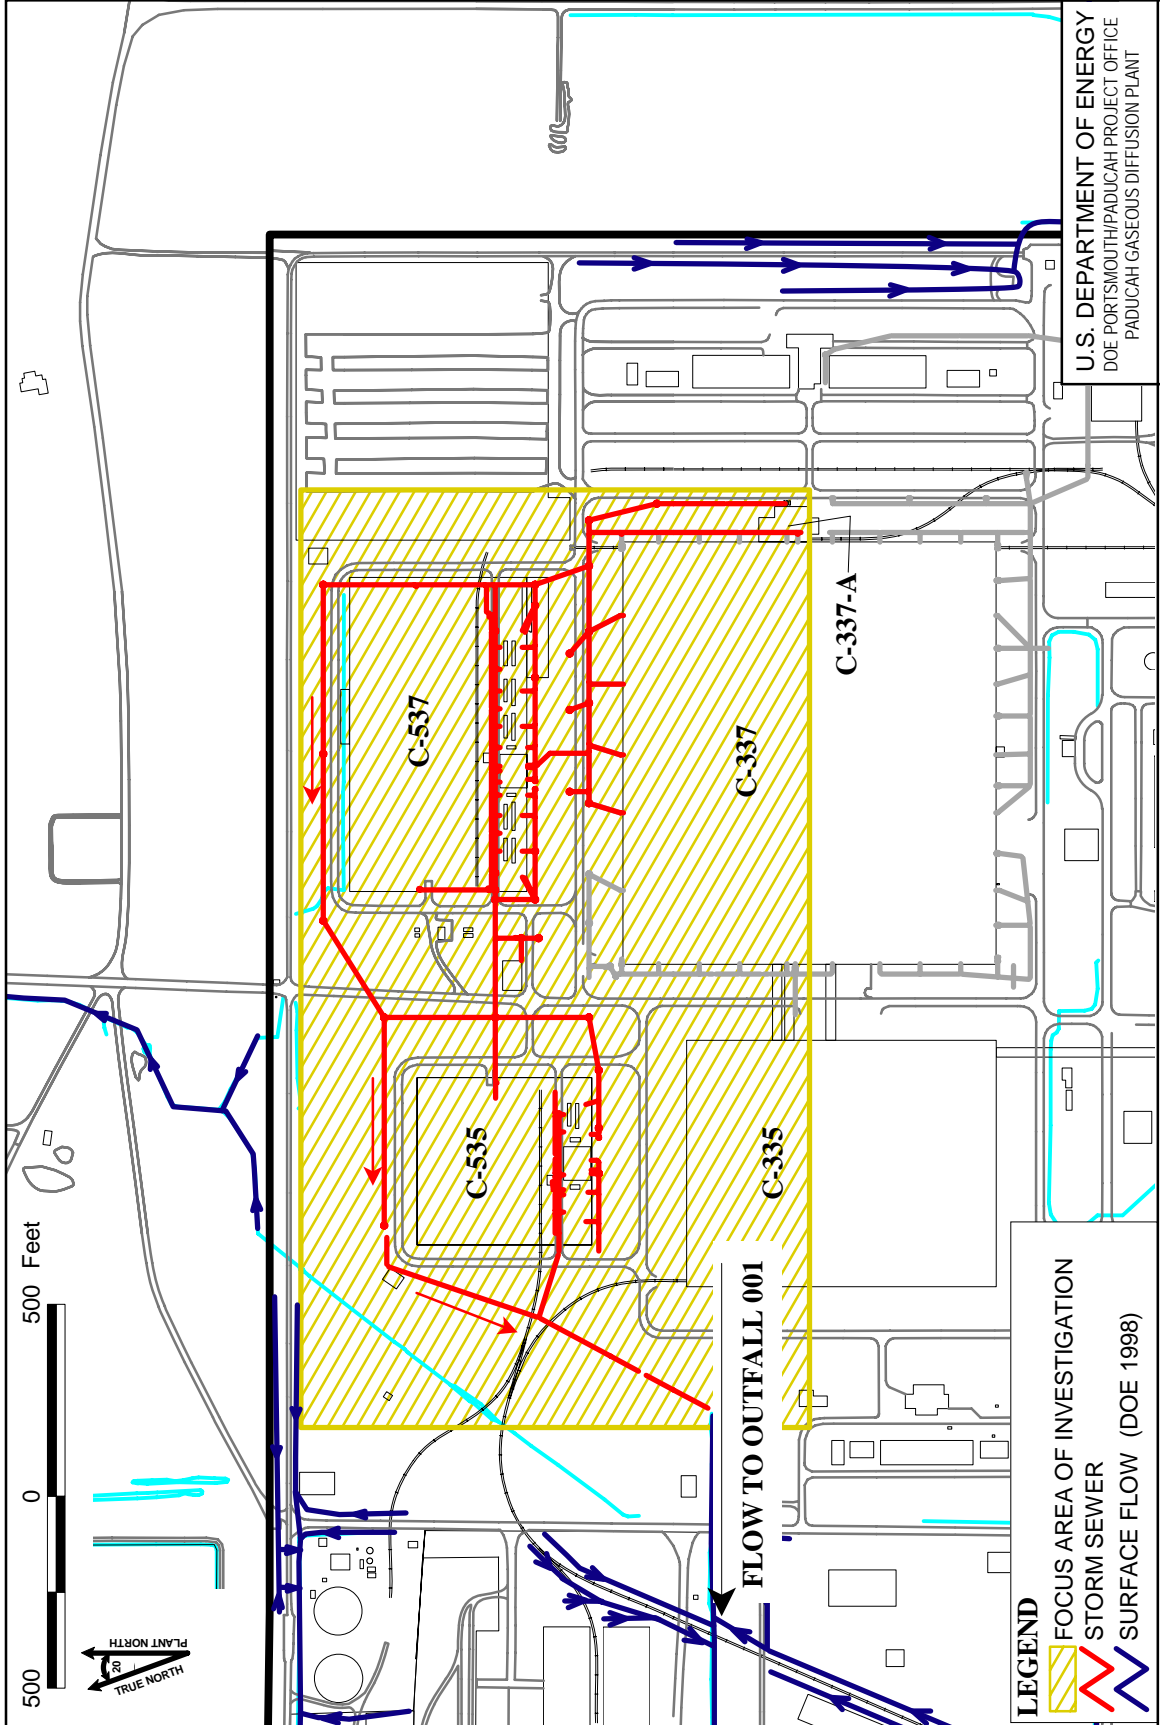 500 0 500 Feet
PLANT NORTH
20
TRUE NORTH
C-537
C-535
C-337
C-337-A
C-335
FLOW TO OUTFALL 001
LEGEND
FOCUS AREA OF INVESTIGATION
STORM SEWER
SURFACE FLOW (DOE 1998)
U.S. DEPARTMENT OF ENERGY
DOE PORTSMOUTH/PADUCAH PROJECT OFFICE
PADUCAH GASEOUS DIFFUSION PLANT